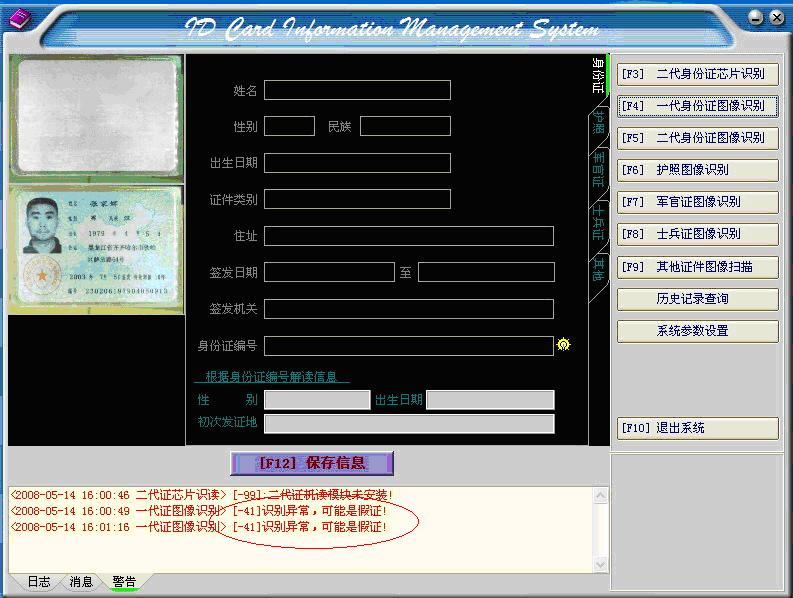 ID Card Information Management System
姓名
性别 民族
出生日期
证件类别
住址
签发日期 至
签发机关
身份证编号
根据身份证编号解读信息
性 别 出生日期
初次发证地
身份证
护照
军官证
士兵证
其他
[F3] 二代身份证芯片识别
[F4] 一代身份证图像识别
[F5] 二代身份证图像识别
[F6] 护照图像识别
[F7] 军官证图像识别
[F8] 士兵证图像识别
[F9] 其他证件图像扫描
历史记录查询
系统参数设置
[F10] 退出系统
[F12] 保存信息
<2008-05-14 16:00:46 二代证芯片识读> [-99]:二代证机读模块未安装!
<2008-05-14 16:00:49 一代证图像识别> [-41]识别异常，可能是假证!
<2008-05-14 16:01:16 一代证图像识别> [-41]识别异常，可能是假证!
日志 消息 警告